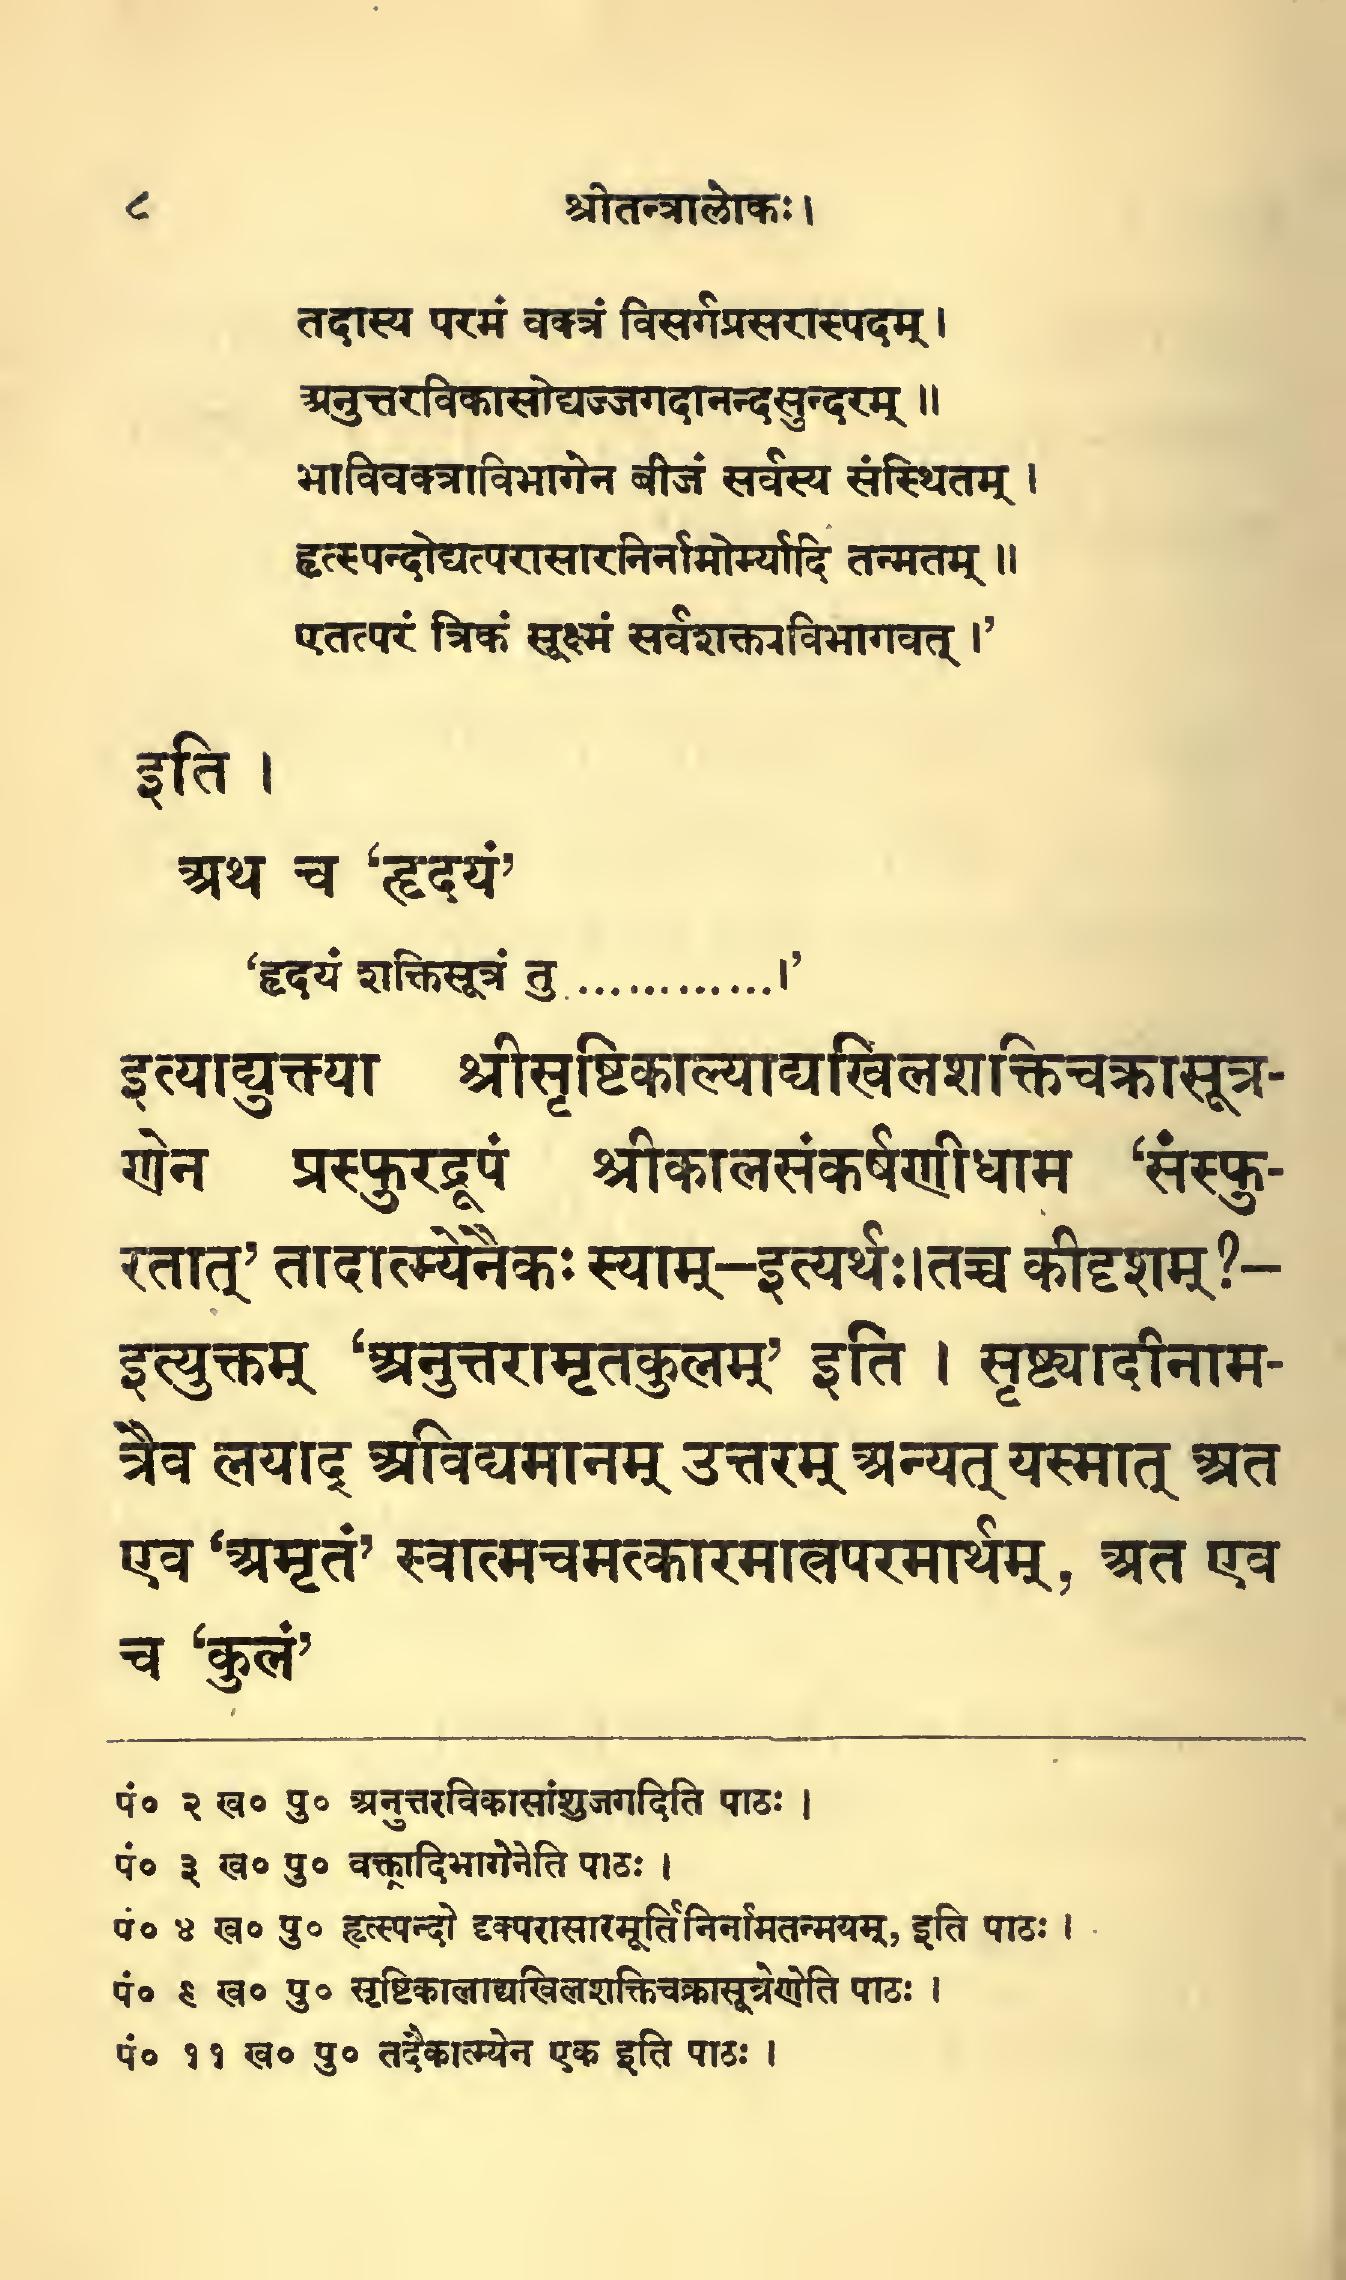 ८ श्रीतन्त्रालोकः।
तदास्य परमं वक्त्रं विसर्गप्रसरास्पदम्।
अनुत्तरविकासोद्यज्जगदानन्दसुन्दरम्॥
भाविवक्त्राविभागेन बीजं सर्वस्य संस्थितम्।
हृत्स्पन्दोद्यत्परासारनिर्नामोर्म्यादि तन्मतम्॥
एतत्परं त्रिकं सूक्ष्मं सर्वशक्त्यविभागवत्।’
इति।
अथ च ‘हृदयं’
‘हृदयं शक्तिसूत्रं तु ............।’
इत्याद्युक्त्या श्रीसृष्टिकाल्याद्यखिलशक्तिचक्रासूत्र-
णेन प्रस्फुरद्रूपं श्रीकालसंकर्षणीधाम ‘संस्फु-
रतात्’ तादात्म्येनैकः स्याम्—इत्यर्थः।तच्च कीदृशम्?—
इत्युक्तम् ‘अनुत्तरामृतकुलम्’ इति । सृष्ट्यादीनाम-
त्रैव लयाद् अविद्यमानम् उत्तरम् अन्यत् यस्मात् अत
एव ‘अमृतं’ स्वात्मचमत्कारमात्रपरमार्थम्, अत एव
च ‘कुलं’
पं० २ ख० पु० अनुत्तरविकासांशुजगदिति पाठः ।
पं० ३ ख० पु० वक्त्रादिभागेनेति पाठः ।
पं० ४ ख० पु० हृत्स्पन्दो दृक्परासारमूर्तिर्निर्नामतन्मयम्, इति पाठः ।
पं० ९ ख० पु० सृष्टिकालाद्यखिलशक्तिचक्रासूत्रेणेति पाठः ।
पं० ११ ख० पु० तदैकात्म्येन एक इति पाठः ।